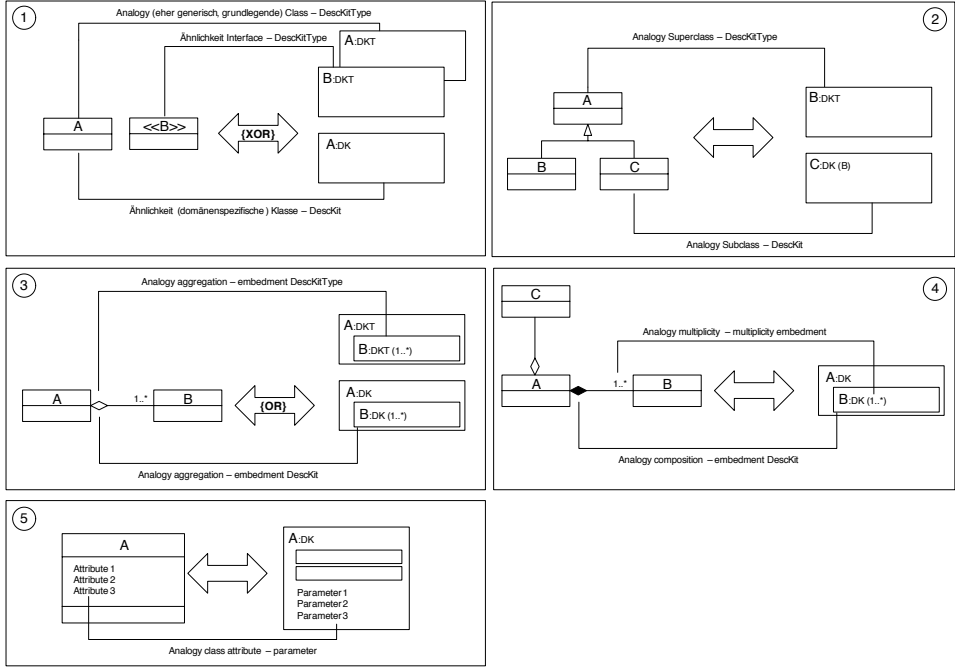 1
Analogy (eher generisch, grundlegende) Class – DescKitType
Ähnlichkeit Interface – DescKitType
A:DKT
B:DKT
A
<<B>>
{XOR}
A:DK
Ähnlichkeit (domänenspezifische) Klasse – DescKit
2
Analogy Superclass – DescKitType
A
B
C
B:DKT
C:DK (B)
Analogy Subclass – DescKit
3
Analogy aggregation – embedment DescKitType
A:DKT
B:DKT (1..*)
A
1..*
B
{OR}
A:DK
B:DK (1..*)
Analogy aggregation – embedment DescKit
4
C
Analogy multiplicity – multiplicity embedment
A
1..*
B
A:DK
B:DK (1..*)
Analogy composition – embedment DescKit
5
A
Attribute 1
Attribute 2
Attribute 3
A:DK
Parameter 1
Parameter 2
Parameter 3
Analogy class attribute – parameter